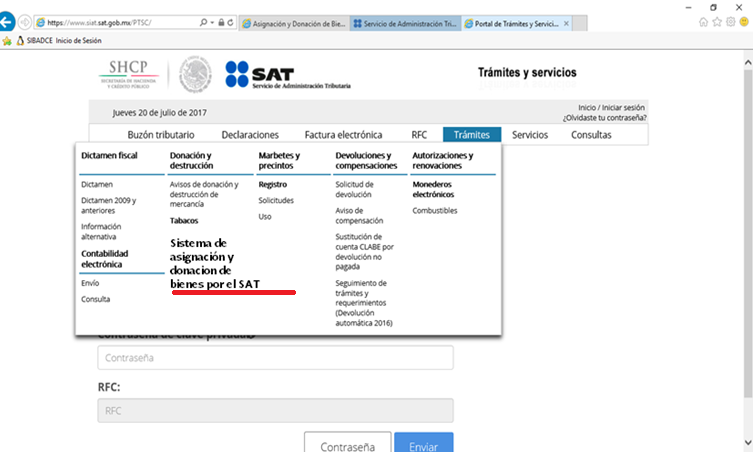 https://www.siat.sat.gob.mx/PTSC/
Asignación y Donación de Bie...
Servicio de Administración Tri...
Portal de Trámites y Servici...
SIBADCE Inicio de Sesión
SHCP
SECRETARÍA DE HACIENDA
Y CRÉDITO PÚBLICO
SAT
Servicio de Administración Tributaria
Trámites y servicios
Jueves 20 de julio de 2017
Inicio / Iniciar sesión
¿Olvidaste tu contraseña?
Buzón tributario
Declaraciones
Factura electrónica
RFC
Trámites
Servicios
Consultas
Dictamen fiscal
Dictamen
Dictamen 2009 y
anteriores
Información
alternativa
Contabilidad
electrónica
Envío
Consulta
Donación y
destrucción
Avisos de donación y
destrucción de
mercancía
Tabacos
Sistema de
asignación y
donacion de
bienes por el SAT
Marbetes y
precintos
Registro
Solicitudes
Uso
Devoluciones y
compensaciones
Solicitud de
devolución
Aviso de
compensación
Sustitución de
cuenta CLABE por
devolución no
pagada
Seguimiento de
trámites y
requerimientos
(Devolución
automática 2016)
Autorizaciones y
renovaciones
Monederos
electrónicos
Combustibles
Contraseña de clave privada
Contraseña
RFC:
RFC
Contraseña
Enviar